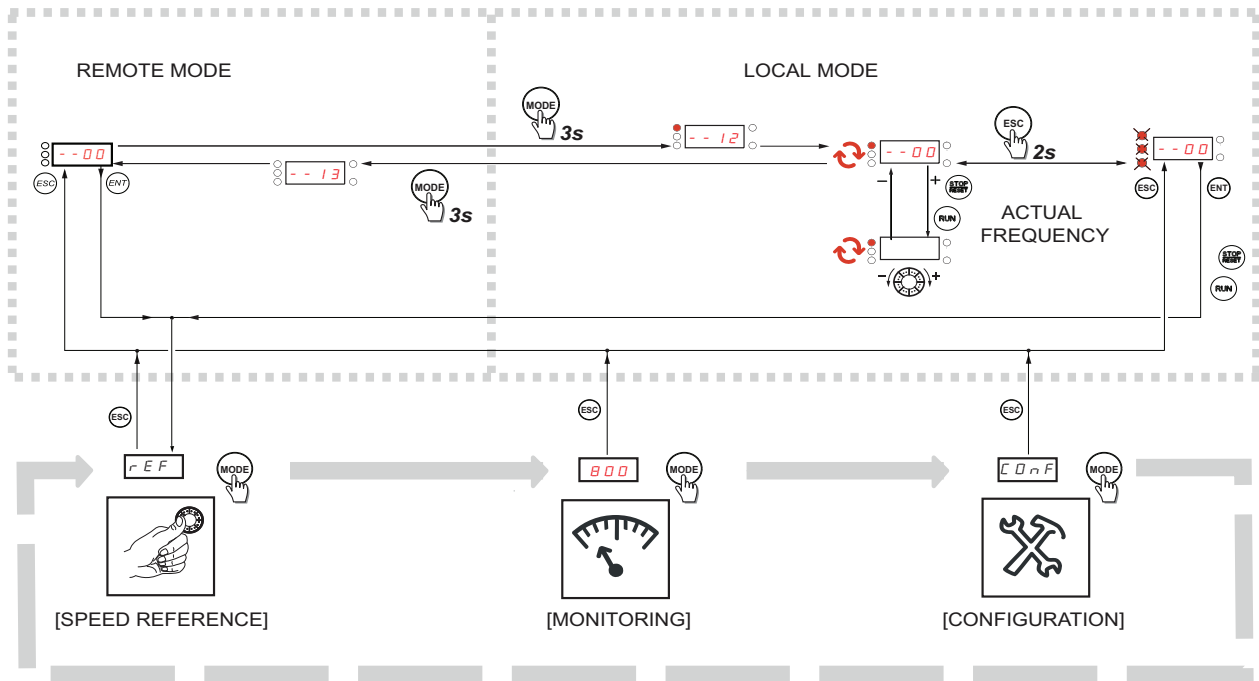 REMOTE MODE
LOCAL MODE
MODE
3s
- - 12
ESC
2s
- - 00
- - 13
MODE
3s
- - 00
- - 00
ESC
ENT
-
+
STOP RESET
RUN
ACTUAL
FREQUENCY
ESC
ENT
- +
STOP RESET
RUN
ESC
ESC
ESC
rEF
MODE
800
MODE
COnF
MODE
[SPEED REFERENCE]
[MONITORING]
[CONFIGURATION]